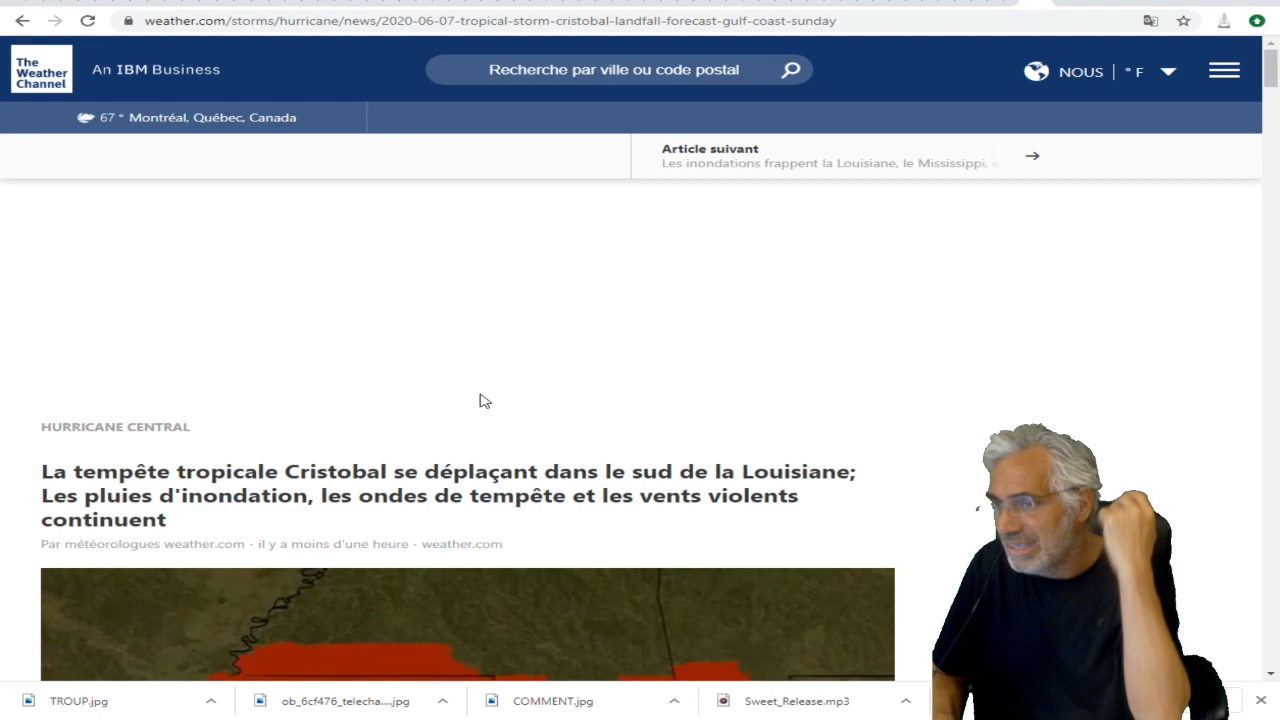 weather.com/storms/hurricane/news/2020-06-07-tropical-storm-cristobal-landfall-forecast-gulf-coast-sunday
The
Weather
Channel
An IBM Business
Recherche par ville ou code postal
NOUS | ° F
67 ° Montréal, Québec, Canada
Article suivant
Les inondations frappent la Louisiane, le Mississippi,
HURRICANE CENTRAL
La tempête tropicale Cristobal se déplaçant dans le sud de la Louisiane;
Les pluies d'inondation, les ondes de tempête et les vents violents
continuent
Par météorologues weather.com · il y a moins d'une heure · weather.com
TROUP.jpg
ob_6cf476_telecha....jpg
COMMENT.jpg
Sweet_Release.mp3